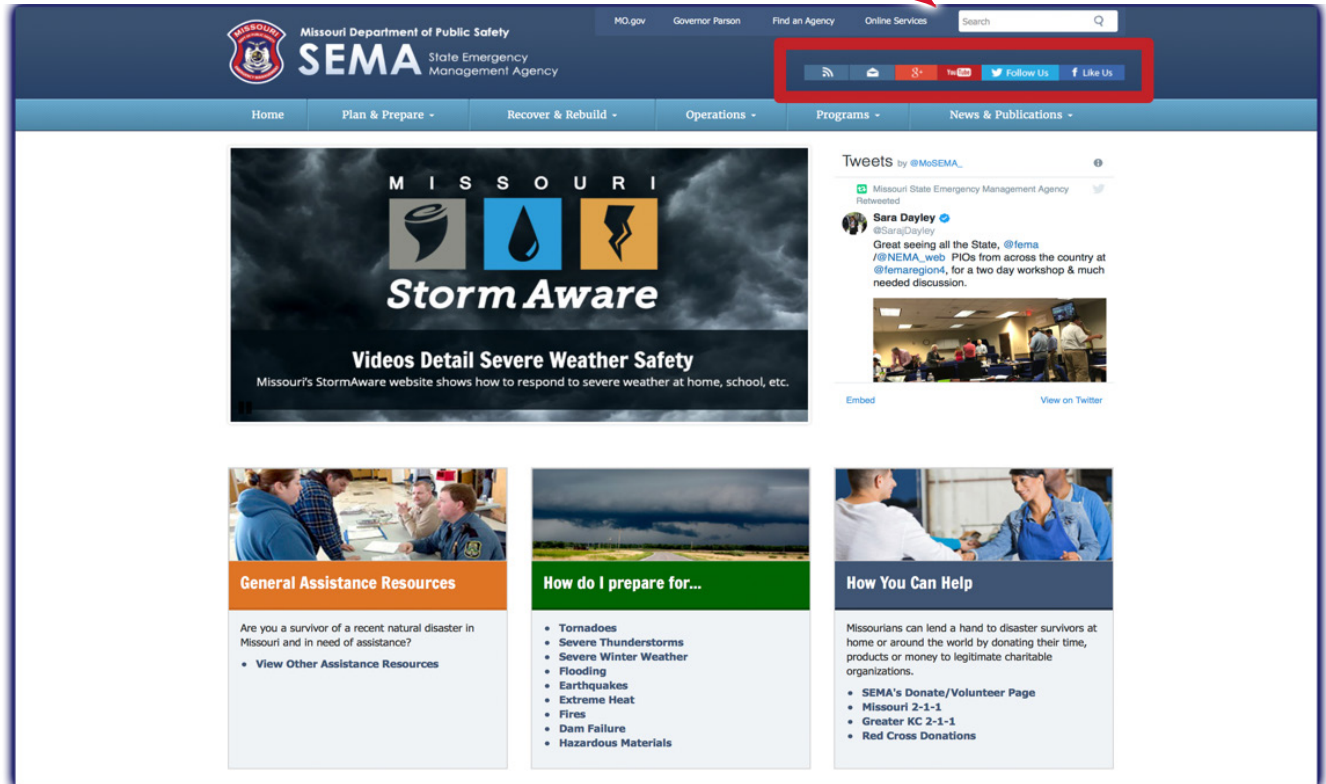 MO.gov Governor Parson Find an Agency Online Services Search
Missouri Department of Public Safety
SEMA State Emergency
Management Agency
8+ You Tube Follow Us f Like Us
Home Plan & Prepare Recover & Rebuild Operations Programs News & Publications
MISSOURI
Storm Aware
Videos Detail Severe Weather Safety
Missouri's StormAware website shows how to respond to severe weather at home, school, etc.
Tweets by @MoSEMA_
Missouri State Emergency Management Agency
Retweeted
Sara Dayley
@SarajDayley
Great seeing all the State, @fema
/@NEMA_web PIOs from across the country at
@femaregion4, for a two day workshop & much
needed discussion.
Embed View on Twitter
General Assistance Resources
Are you a survivor of a recent natural disaster in
Missouri and in need of assistance?
• View Other Assistance Resources
How do I prepare for...
• Tornadoes
• Severe Thunderstorms
• Severe Winter Weather
• Flooding
• Earthquakes
• Extreme Heat
• Fires
• Dam Failure
• Hazardous Materials
How You Can Help
Missourians can lend a hand to disaster survivors at
home or around the world by donating their time,
products or money to legitimate charitable
organizations.
• SEMA's Donate/Volunteer Page
• Missouri 2-1-1
• Greater KC 2-1-1
• Red Cross Donations